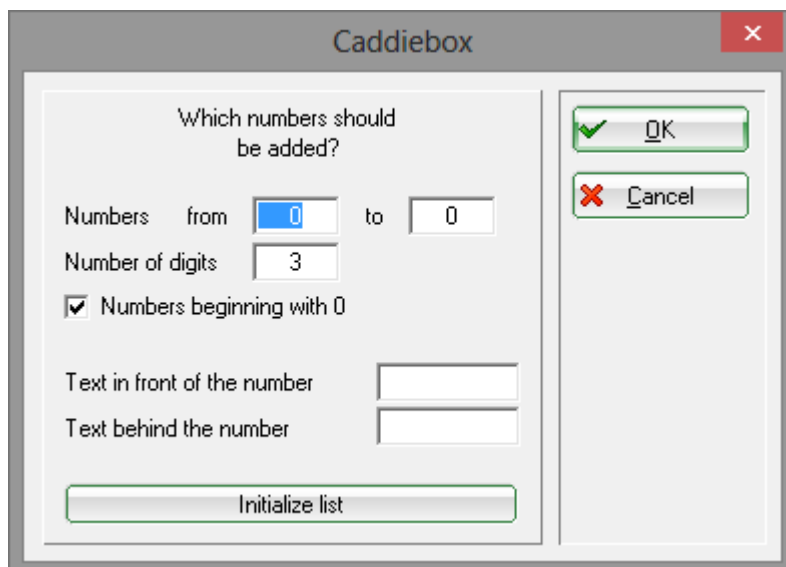 Caddiebox
Which numbers should
be added?
Numbers from 0 to 0
Number of digits 3
Numbers beginning with 0
Text in front of the number
Text behind the number
Initialize list
OK
Cancel